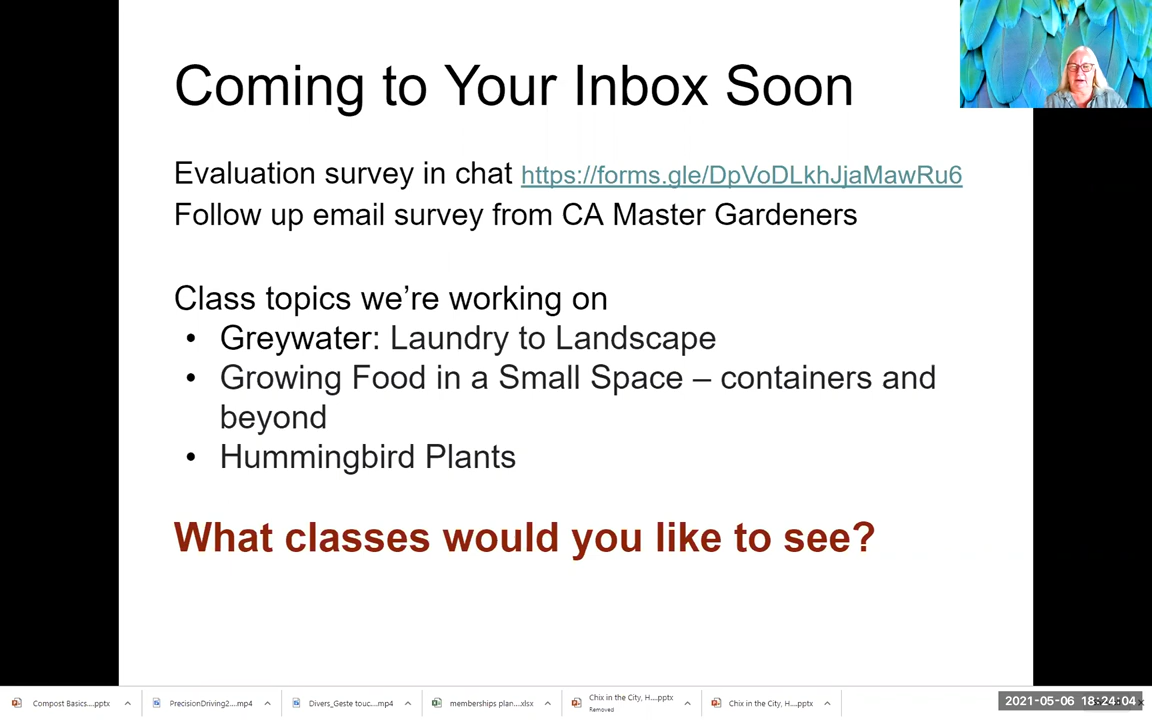 Coming to Your Inbox Soon
Evaluation survey in chat https://forms.gle/DpVoDLkhJjaMawRu6
Follow up email survey from CA Master Gardeners
Class topics we’re working on
• Greywater: Laundry to Landscape
• Growing Food in a Small Space – containers and
beyond
• Hummingbird Plants
What classes would you like to see?
Compost Basics....pptx
PrecisionDriving2....mp4
Divers_Geste touc....mp4
memberships plan....xlsx
Chix in the City, H....pptx
Removed
Chix in the City, H....pptx
2021-05-06 18:24:04